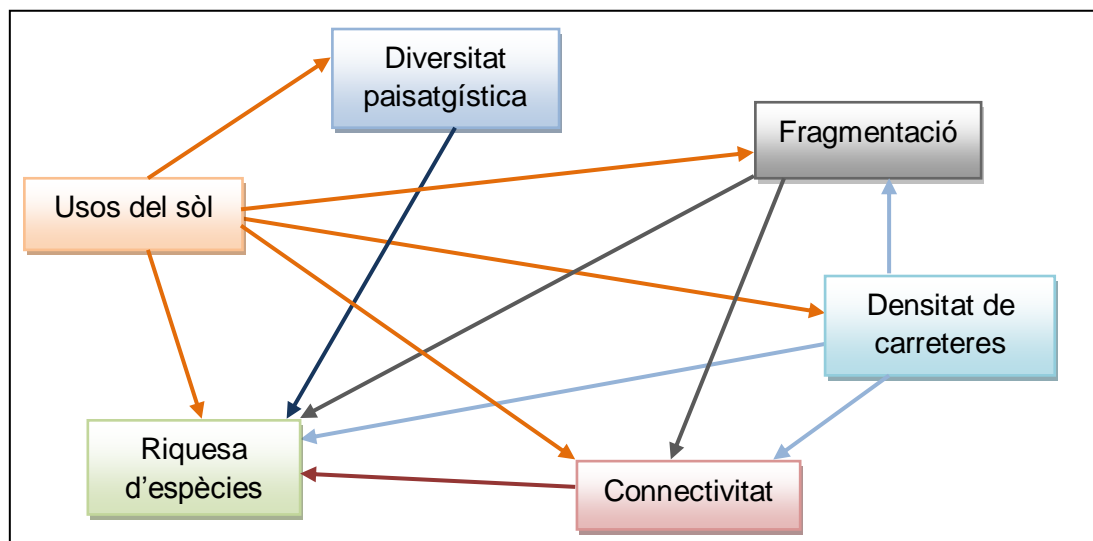 Diversitat
paisatgística
Fragmentació
Usos del sòl
Densitat de
carreteres
Riquesa
d’espècies
Connectivitat